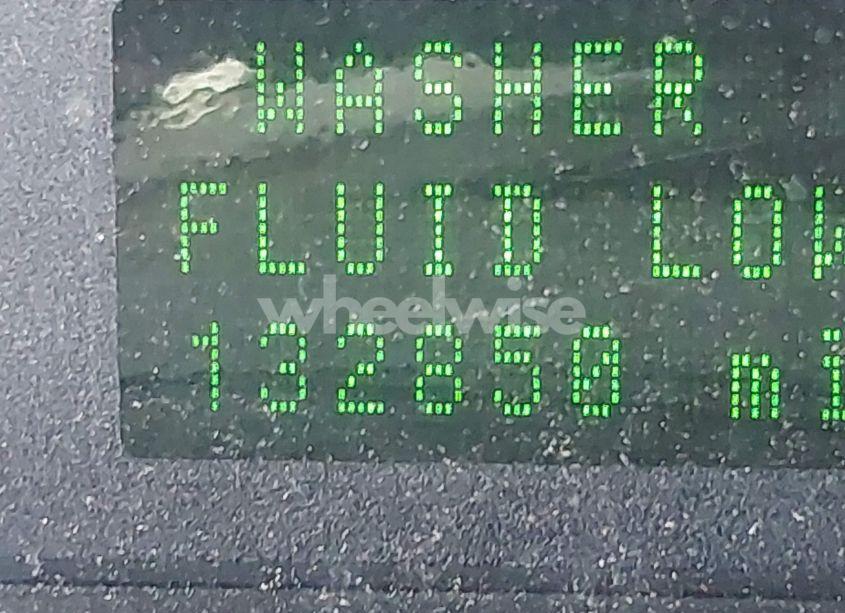 WASHER
FLUID LOW
wheelwise
132850 mi